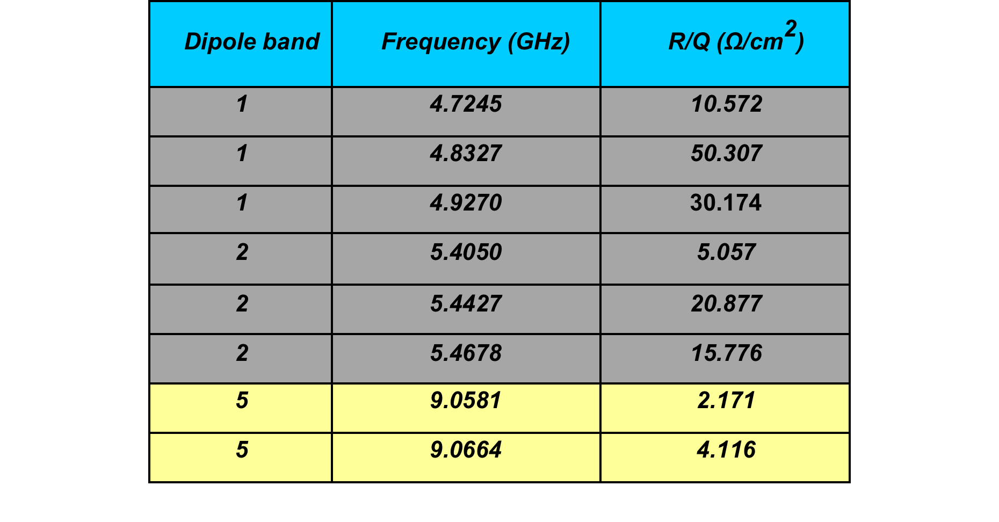 Dipole band Frequency (GHz) R/Q (Ω/cm²)
1 4.7245 10.572
1 4.8327 50.307
1 4.9270 30.174
2 5.4050 5.057
2 5.4427 20.877
2 5.4678 15.776
5 9.0581 2.171
5 9.0664 4.116